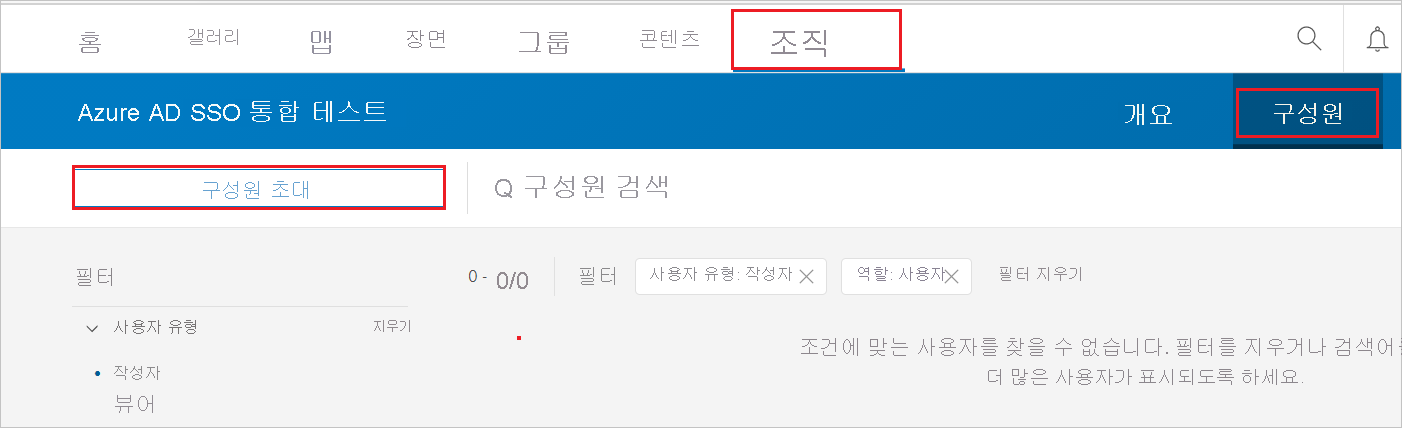 홈 갤러리 맵 장면 그룹 콘텐츠 조직
Azure AD SSO 통합 테스트 개요 구성원
구성원 초대 Q 구성원 검색
필터 0 - 0/0 필터 사용자 유형: 작성자 역할: 사용자 필터 지우기
사용자 유형 지우기
조건에 맞는 사용자를 찾을 수 없습니다. 필터를 지우거나 검색어
더 많은 사용자가 표시되도록 하세요.
작성자
뷰어